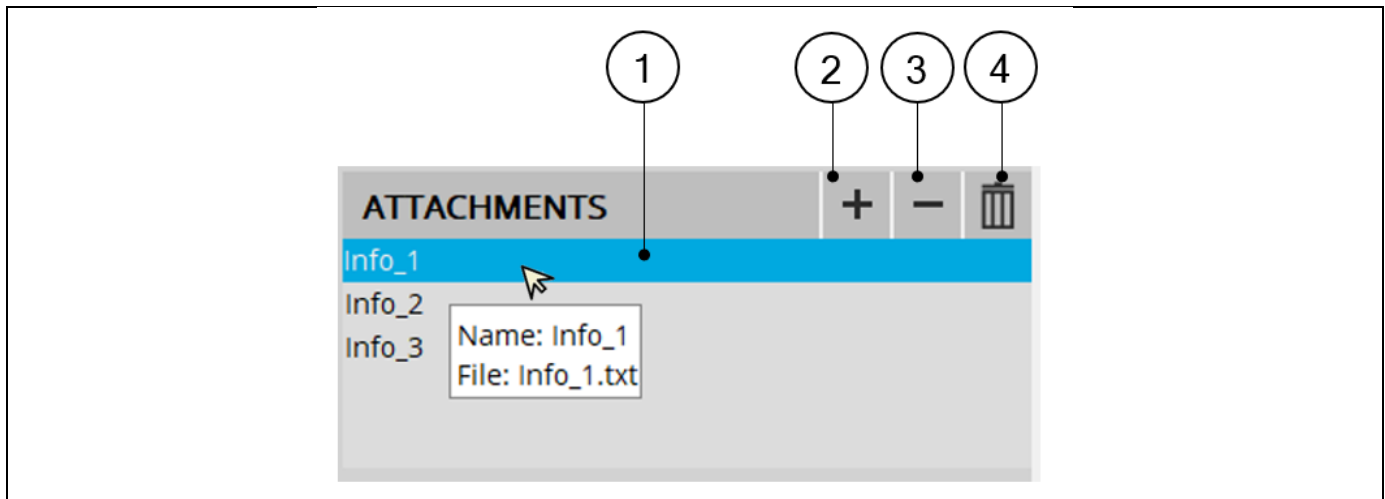 1 2 3 4
ATTACHMENTS + −
Info_1
Info_2
Info_3
Name: Info_1
File: Info_1.txt